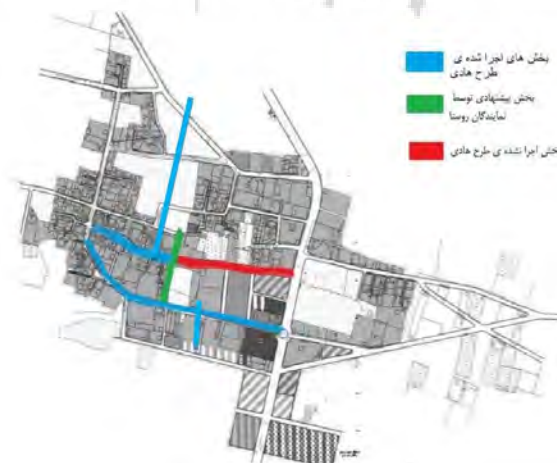 بخش های اجرا شده ی
طرح هادی
بخش پیشنهادی توسط
نمایندگان روستا
بخش اجرا نشده ی طرح هادی